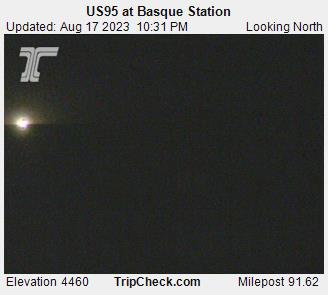 US95 at Basque Station
Updated: Aug 17 2023 10:31 PM Looking North
Elevation 4460 TripCheck.com Milepost 91.62